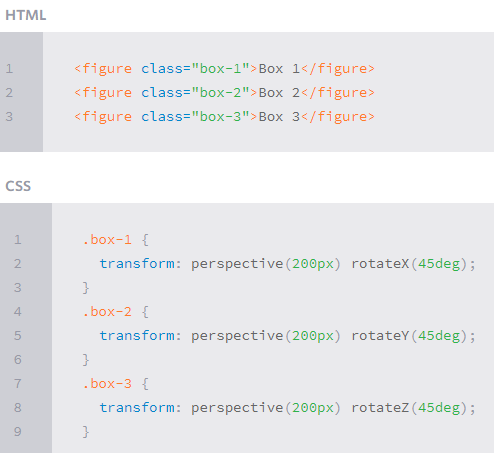 HTML
1 <figure class="box-1">Box 1</figure>
2 <figure class="box-2">Box 2</figure>
3 <figure class="box-3">Box 3</figure>
CSS
1 .box-1 {
2 transform: perspective(200px) rotateX(45deg);
3 }
4 .box-2 {
5 transform: perspective(200px) rotateY(45deg);
6 }
7 .box-3 {
8 transform: perspective(200px) rotateZ(45deg);
9 }